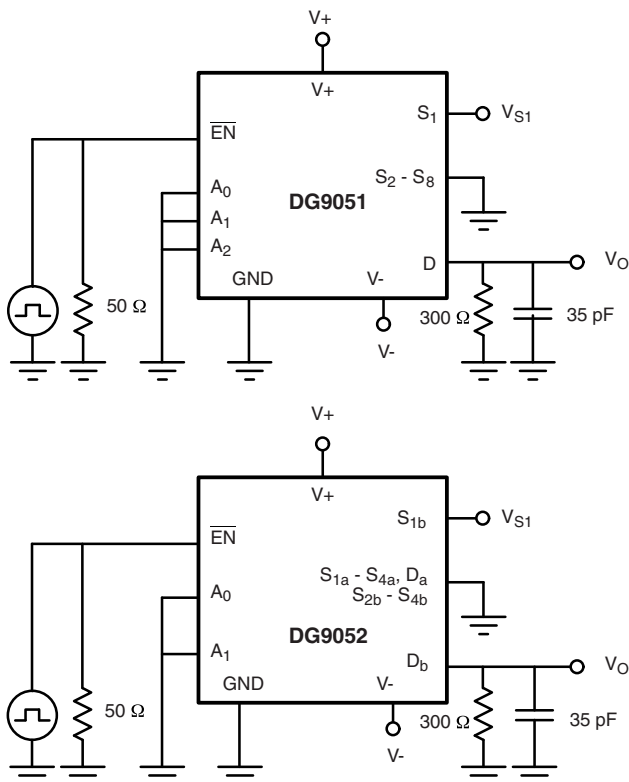 V+
V+
EN
S1
VS1
A0
S2 - S8
A1
DG9051
A2
D
VO
GND
V-
50 Ω
300 Ω
35 pF
V-
V+
V+
EN
S1b
VS1
A0
S1a - S4a, Da
S2b - S4b
A1
DG9052
Db
VO
GND
V-
50 Ω
300 Ω
35 pF
V-